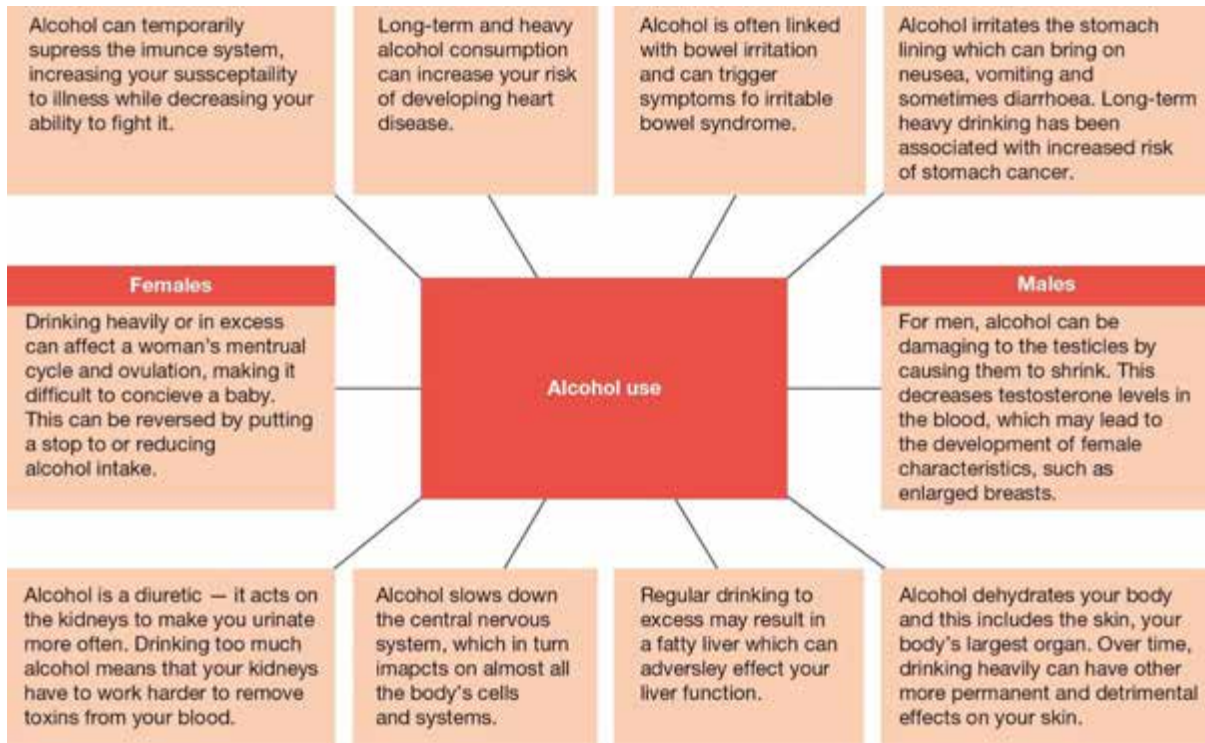 Alcohol can temporarily
supress the imunce system,
increasing your sussceptaility
to illness while decreasing your
ability to fight it.
Long-term and heavy
alcohol consumption
can increase your risk
of developing heart
disease.
Alcohol is often linked
with bowel irritation
and can trigger
symptoms fo irritable
bowel syndrome.
Alcohol irritates the stomach
lining which can bring on
neusea, vomiting and
sometimes diarrhoea. Long-term
heavy drinking has been
associated with increased risk
of stomach cancer.
Females
Drinking heavily or in excess
can affect a woman's mentrual
cycle and ovulation, making it
difficult to concieve a baby.
This can be reversed by putting
a stop to or reducing
alcohol intake.
Alcohol use
Males
For men, alcohol can be
damaging to the testicles by
causing them to shrink. This
decreases testosterone levels in
the blood, which may lead to
the development of female
characteristics, such as
enlarged breasts.
Alcohol is a diuretic — it acts on
the kidneys to make you urinate
more often. Drinking too much
alcohol means that your kidneys
have to work harder to remove
toxins from your blood.
Alcohol slows down
the central nervous
system, which in turn
imapcts on almost all
the body's cells
and systems.
Regular drinking to
excess may result in
a fatty liver which can
adversley effect your
liver function.
Alcohol dehydrates your body
and this includes the skin, your
body's largest organ. Over time,
drinking heavily can have other
more permanent and detrimental
effects on your skin.